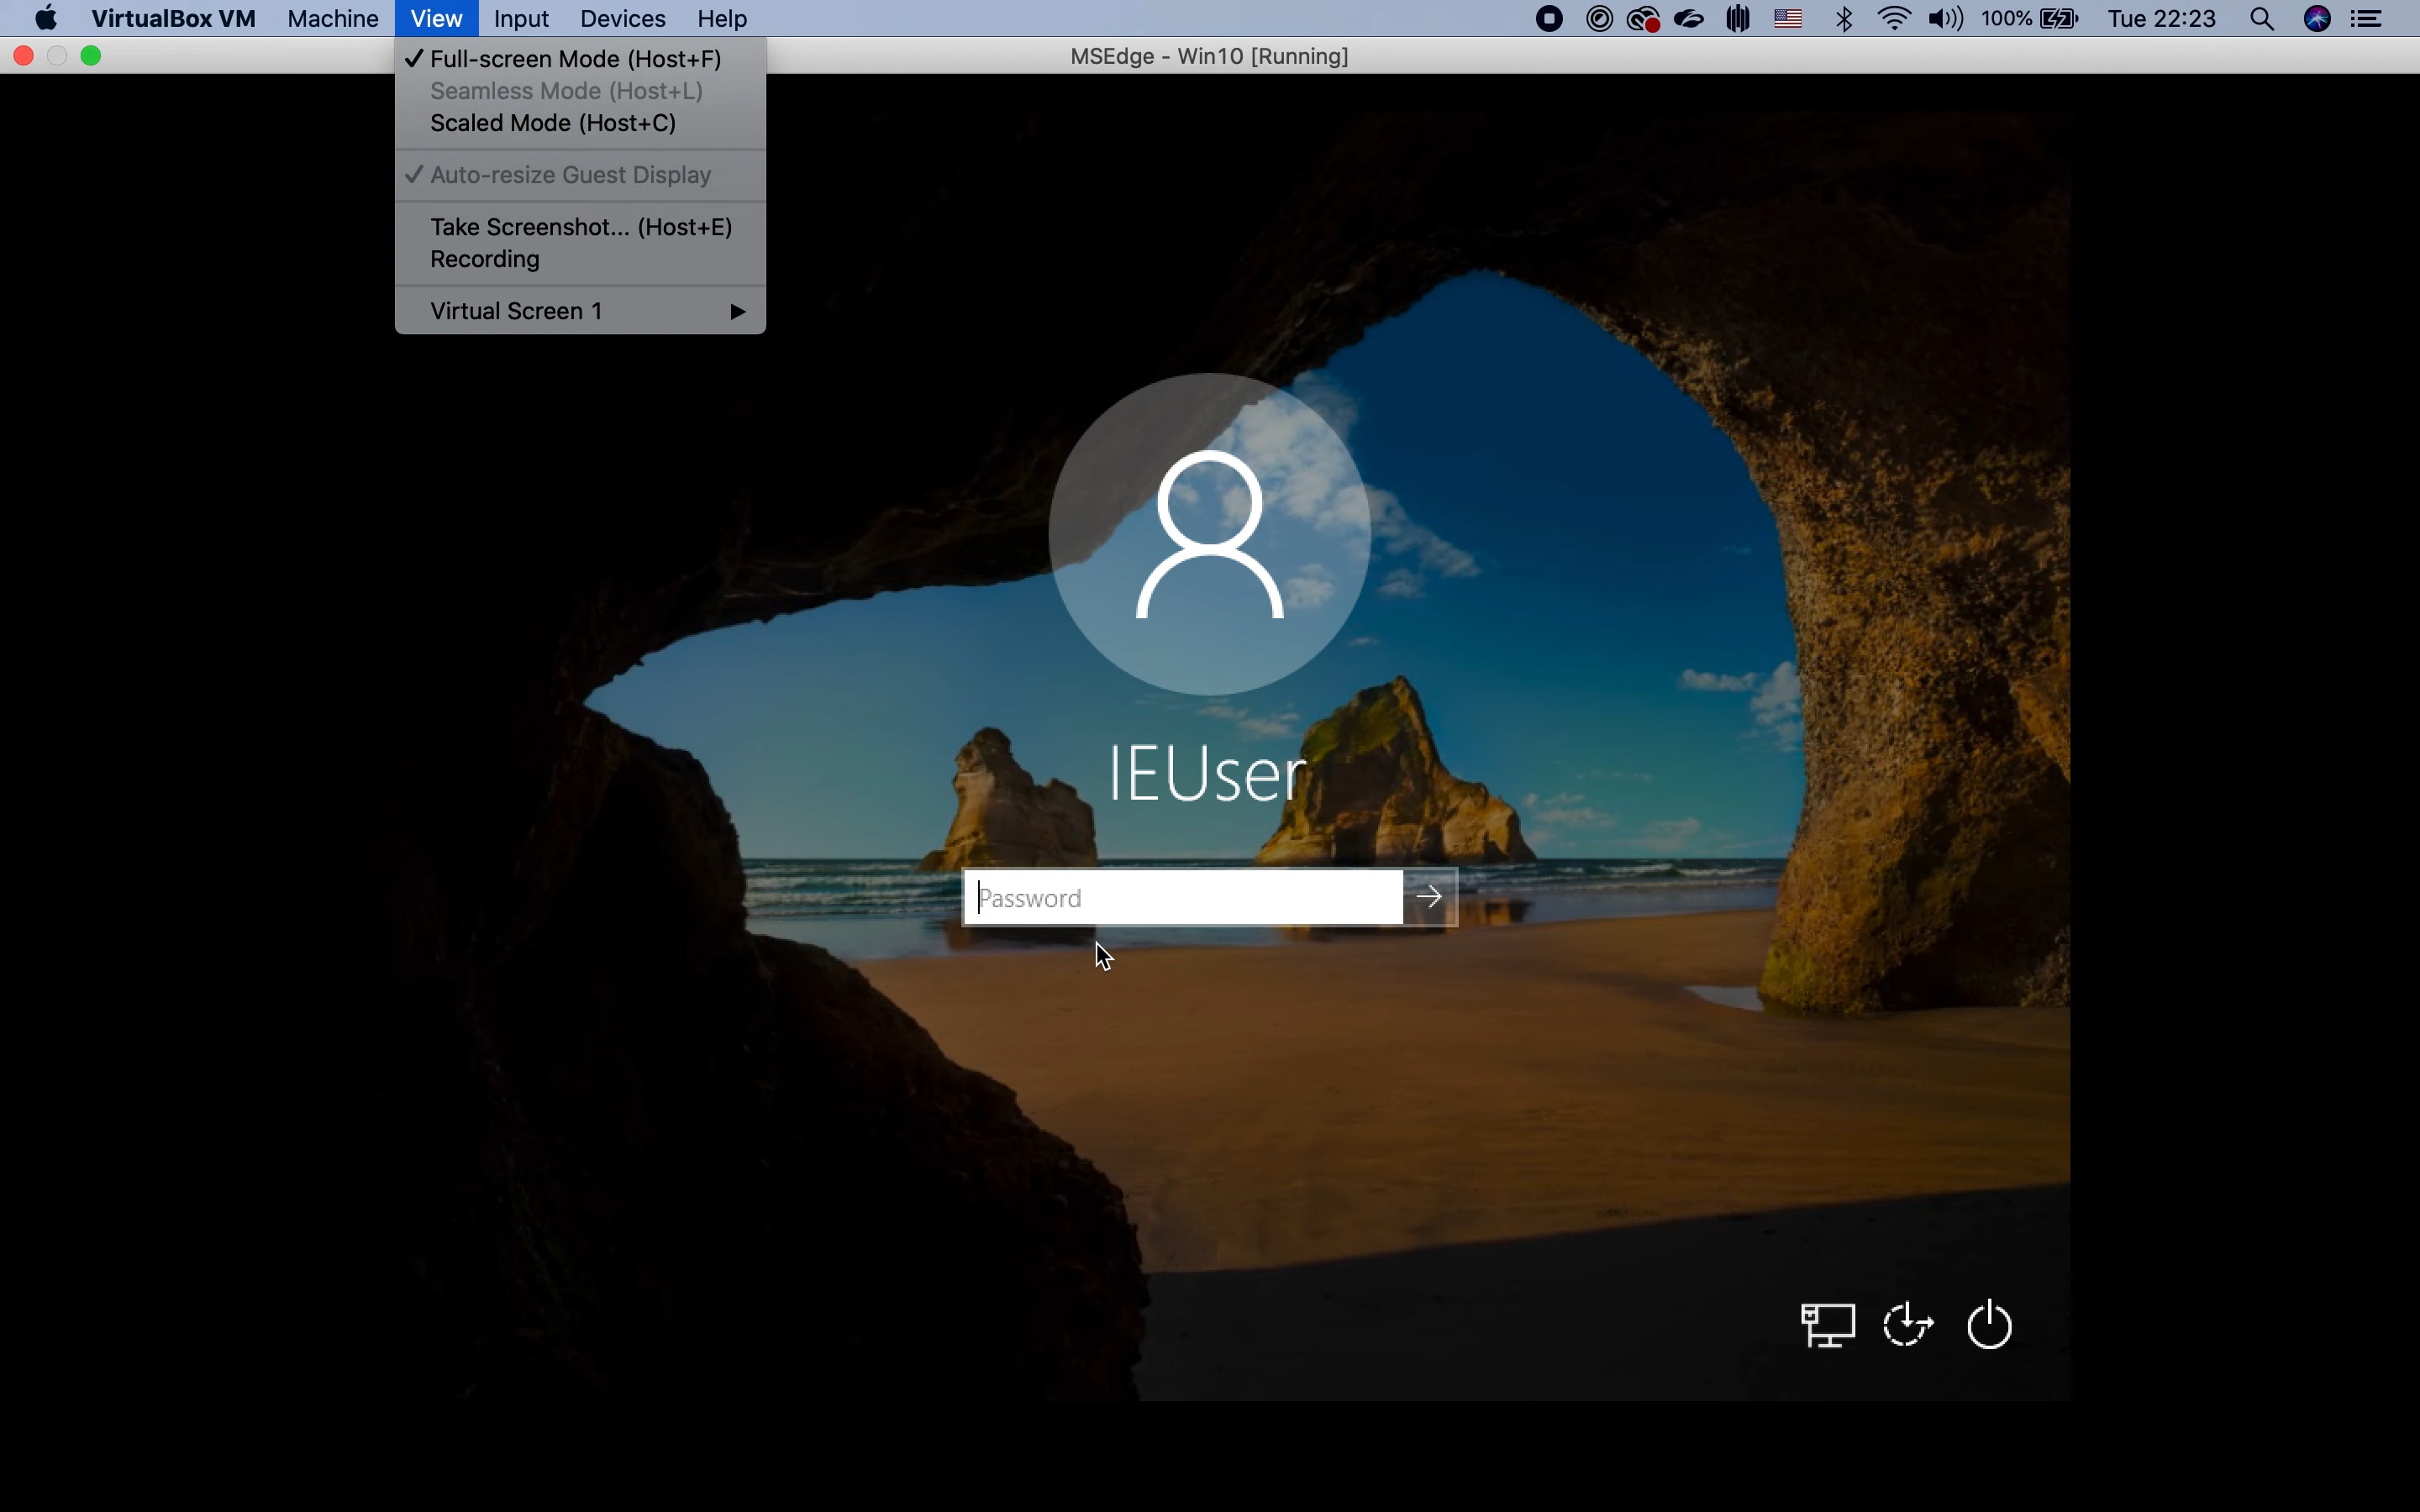 VirtualBox VM Machine View Input Devices Help 100% Tue 22:23
MSEdge - Win10 [Running]
✓ Full-screen Mode (Host+F)
Seamless Mode (Host+L)
Scaled Mode (Host+C)
✓ Auto-resize Guest Display
Take Screenshot... (Host+E)
Recording
Virtual Screen 1
IEUser
Password